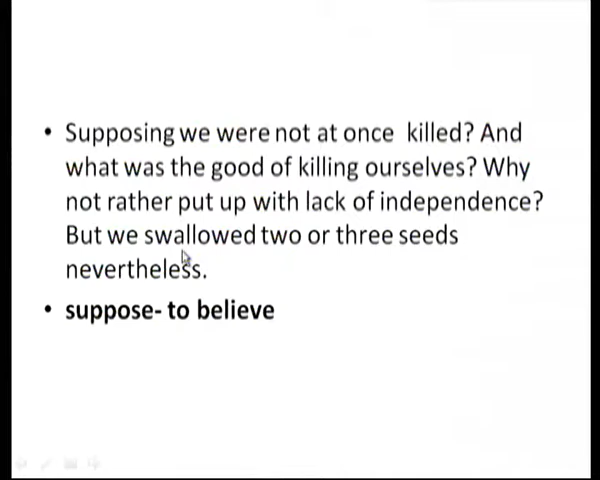 • Supposing we were not at once killed? And
what was the good of killing ourselves? Why
not rather put up with lack of independence?
But we swallowed two or three seeds
nevertheless.
• suppose- to believe